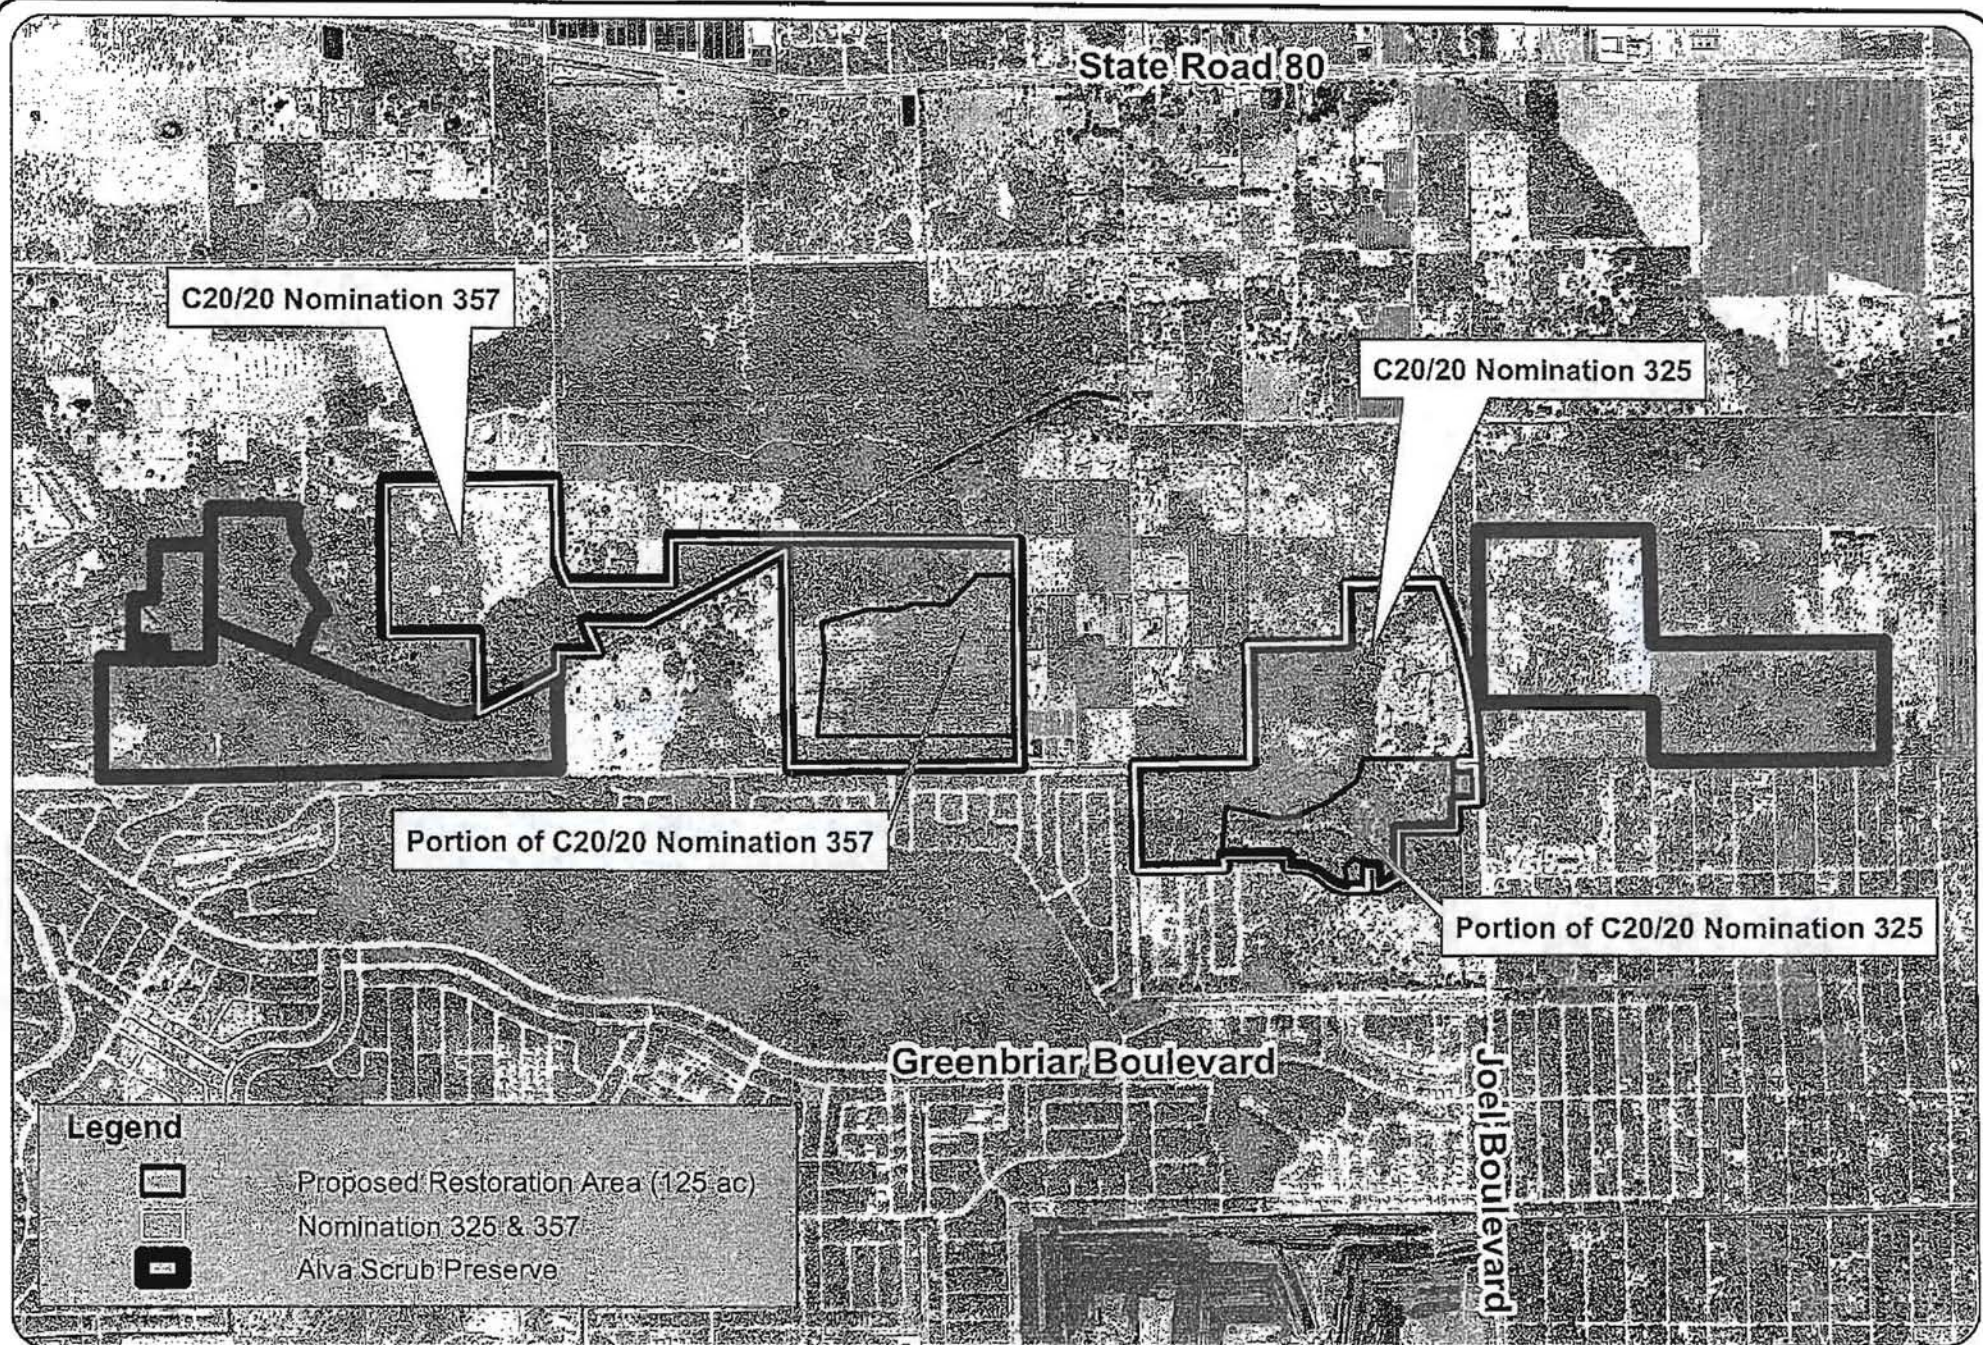 State Road 80
C20/20 Nomination 357
C20/20 Nomination 325
Portion of C20/20 Nomination 357
Portion of C20/20 Nomination 325
Greenbriar Boulevard
Joel Boulevard
Legend
Proposed Restoration Area (125 ac)
Nomination 325 & 357
Alva Scrub Preserve